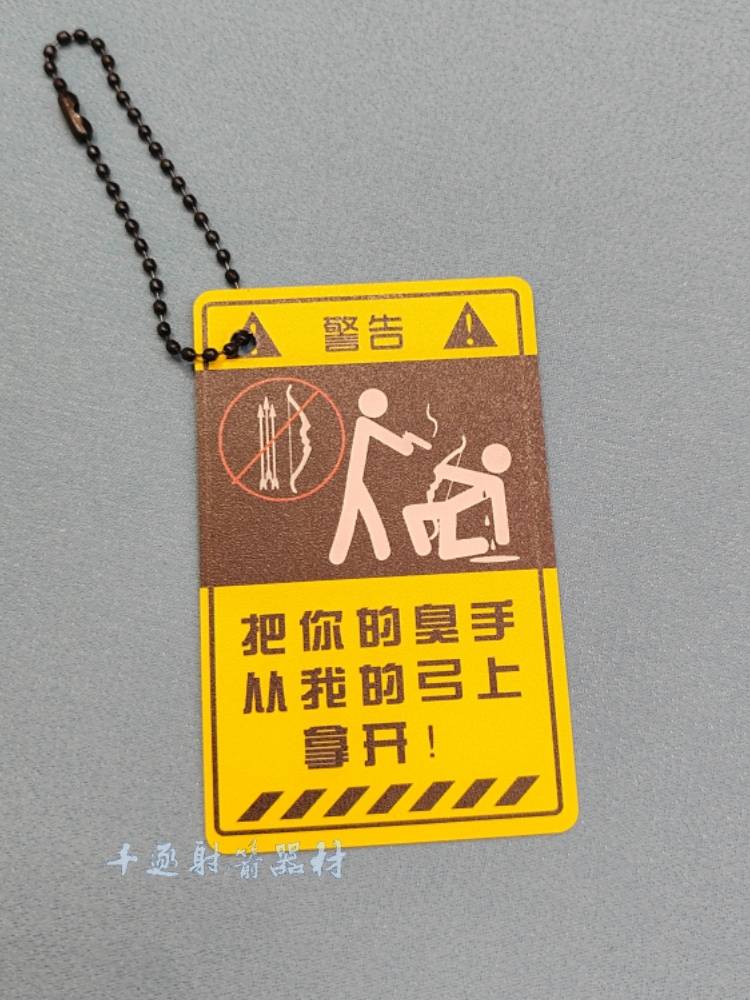 警告
把你的臭手
从我的弓上
拿开！
千丞射箭器材